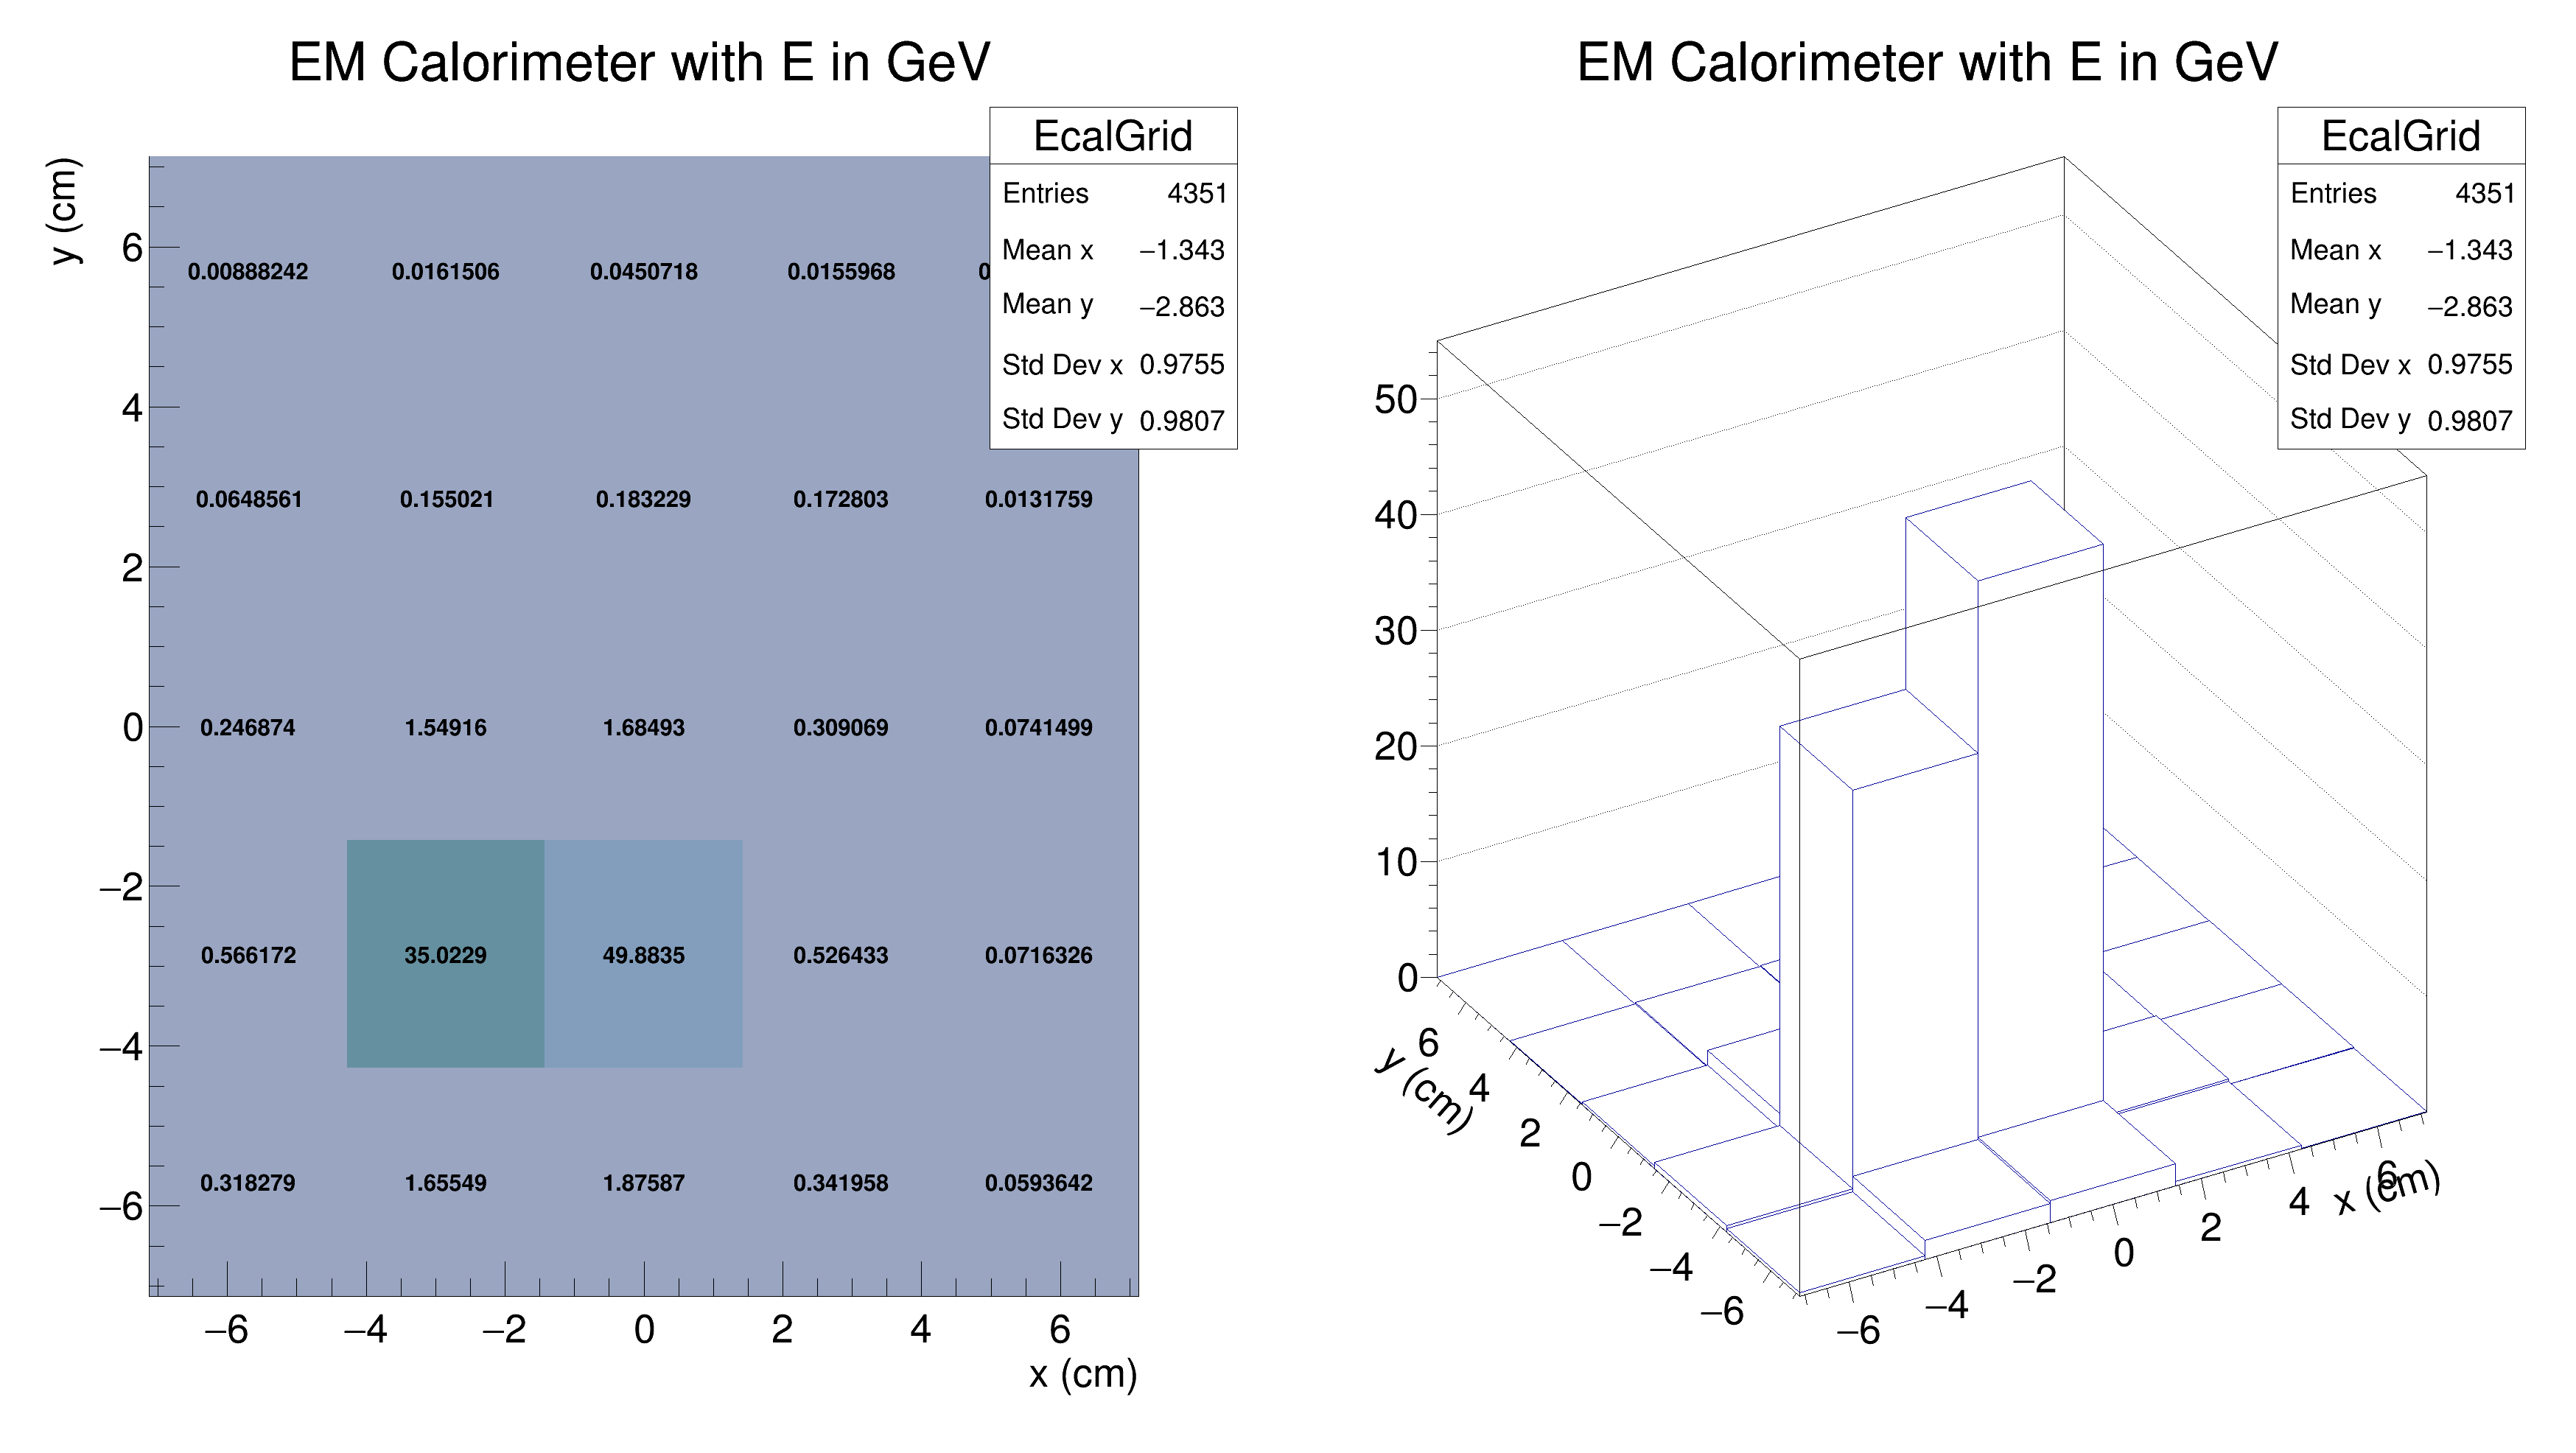 EM Calorimeter with E in GeV
EcalGrid
Entries 4351
Mean x −1.343
Mean y −2.863
Std Dev x 0.9755
Std Dev y 0.9807
y (cm)
6
4
2
0
−2
−4
−6
0.00888242 0.0161506 0.0450718 0.0155968
0.0648561 0.155021 0.183229 0.172803 0.0131759
0.246874 1.54916 1.68493 0.309069 0.0741499
0.566172 35.0229 49.8835 0.526433 0.0716326
0.318279 1.65549 1.87587 0.341958 0.0593642
−6 −4 −2 0 2 4 6
x (cm)
EM Calorimeter with E in GeV
EcalGrid
Entries 4351
Mean x −1.343
Mean y −2.863
Std Dev x 0.9755
Std Dev y 0.9807
50
40
30
20
10
0
y (cm)
6
4
2
0
−2
−4
−6
−6
−4
−2
0
2
4
6
x (cm)